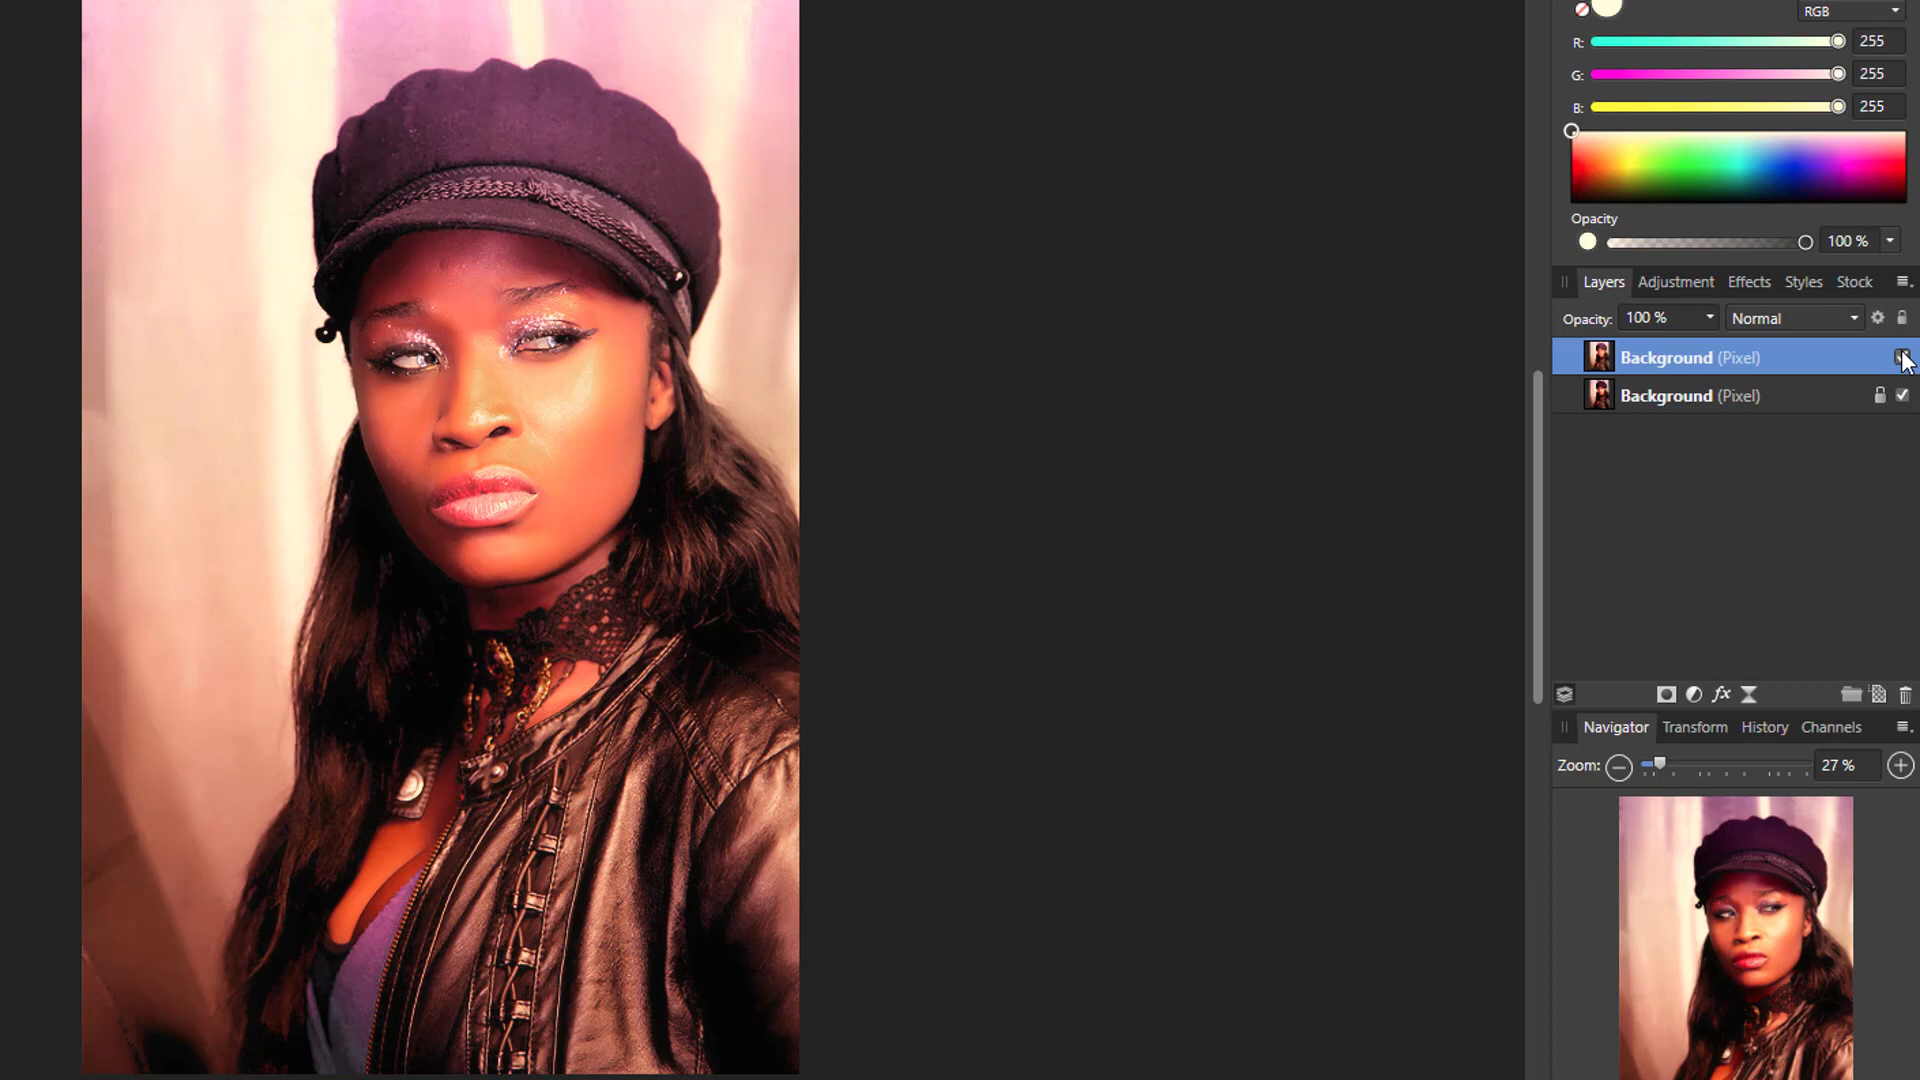 RGB
R: 255
G: 255
B: 255
Opacity
100 %
Layers Adjustment Effects Styles Stock
Opacity: 100 % Normal
Background (Pixel)
Background (Pixel)
fx
Navigator Transform History Channels
Zoom: 27 %